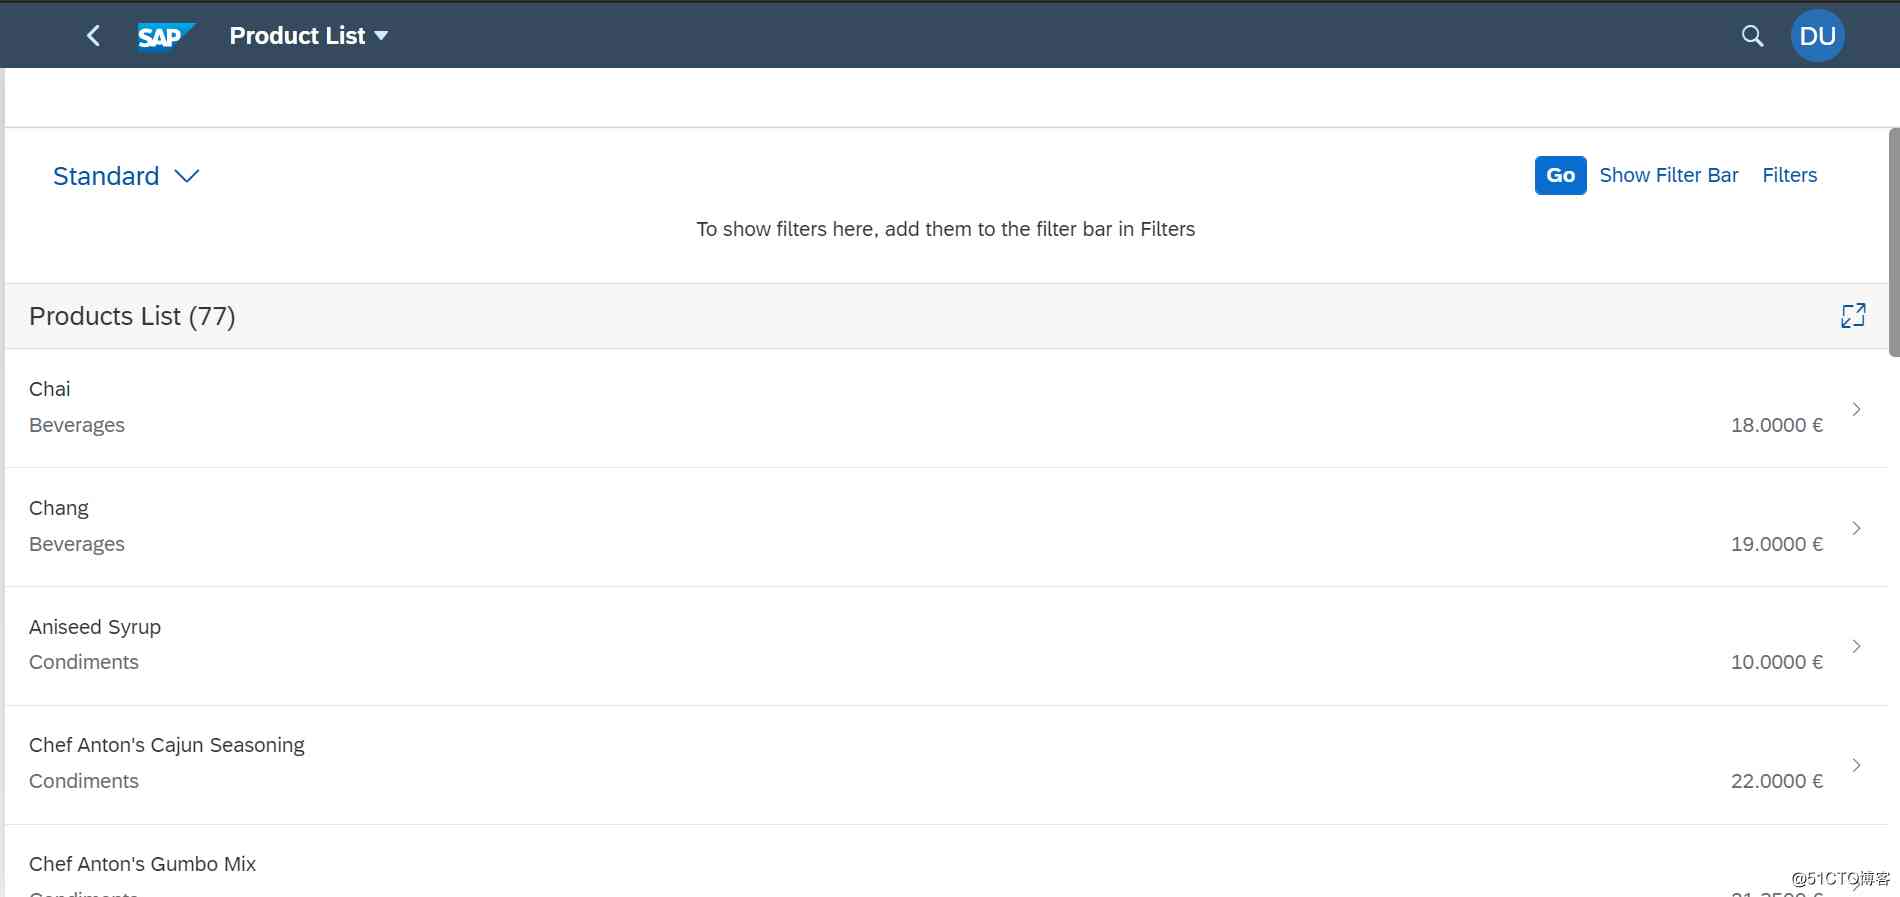 SAP Product List DU
Standard
Go Show Filter Bar Filters
To show filters here, add them to the filter bar in Filters
Products List (77)
Chai
Beverages 18.0000 €
Chang
Beverages 19.0000 €
Aniseed Syrup
Condiments 10.0000 €
Chef Anton's Cajun Seasoning
Condiments 22.0000 €
Chef Anton's Gumbo Mix
@51CTO博客